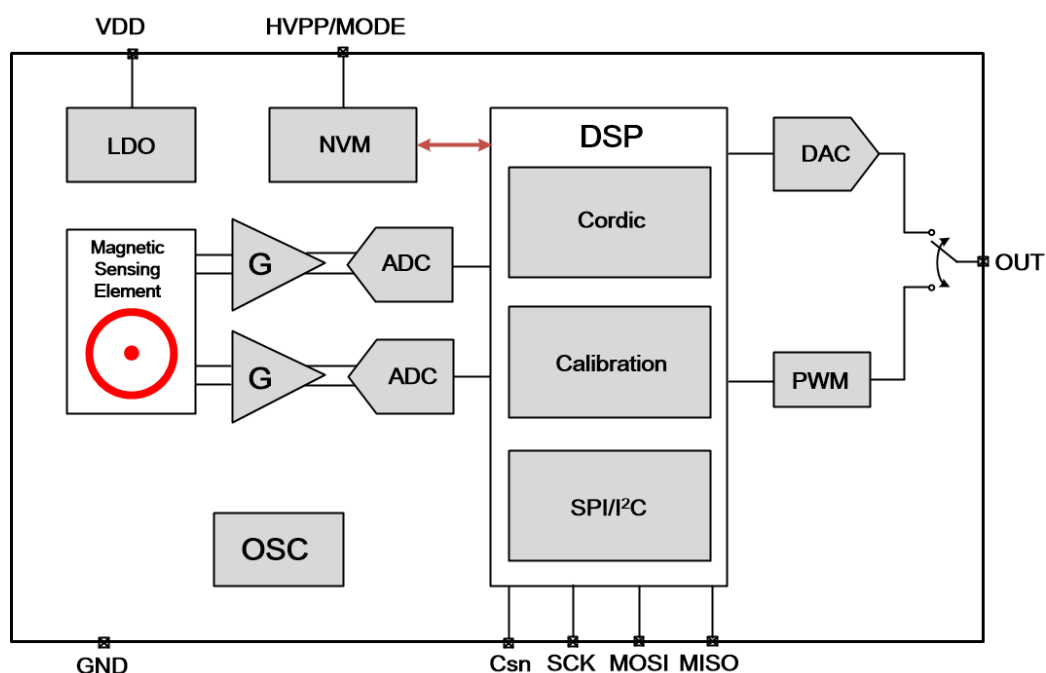 VDD
HVPP/MODE
LDO
NVM
DSP
DAC
Cordic
Magnetic
Sensing
Element
G
ADC
OUT
Calibration
G
ADC
PWM
SPI/I²C
OSC
GND
Csn
SCK
MOSI
MISO